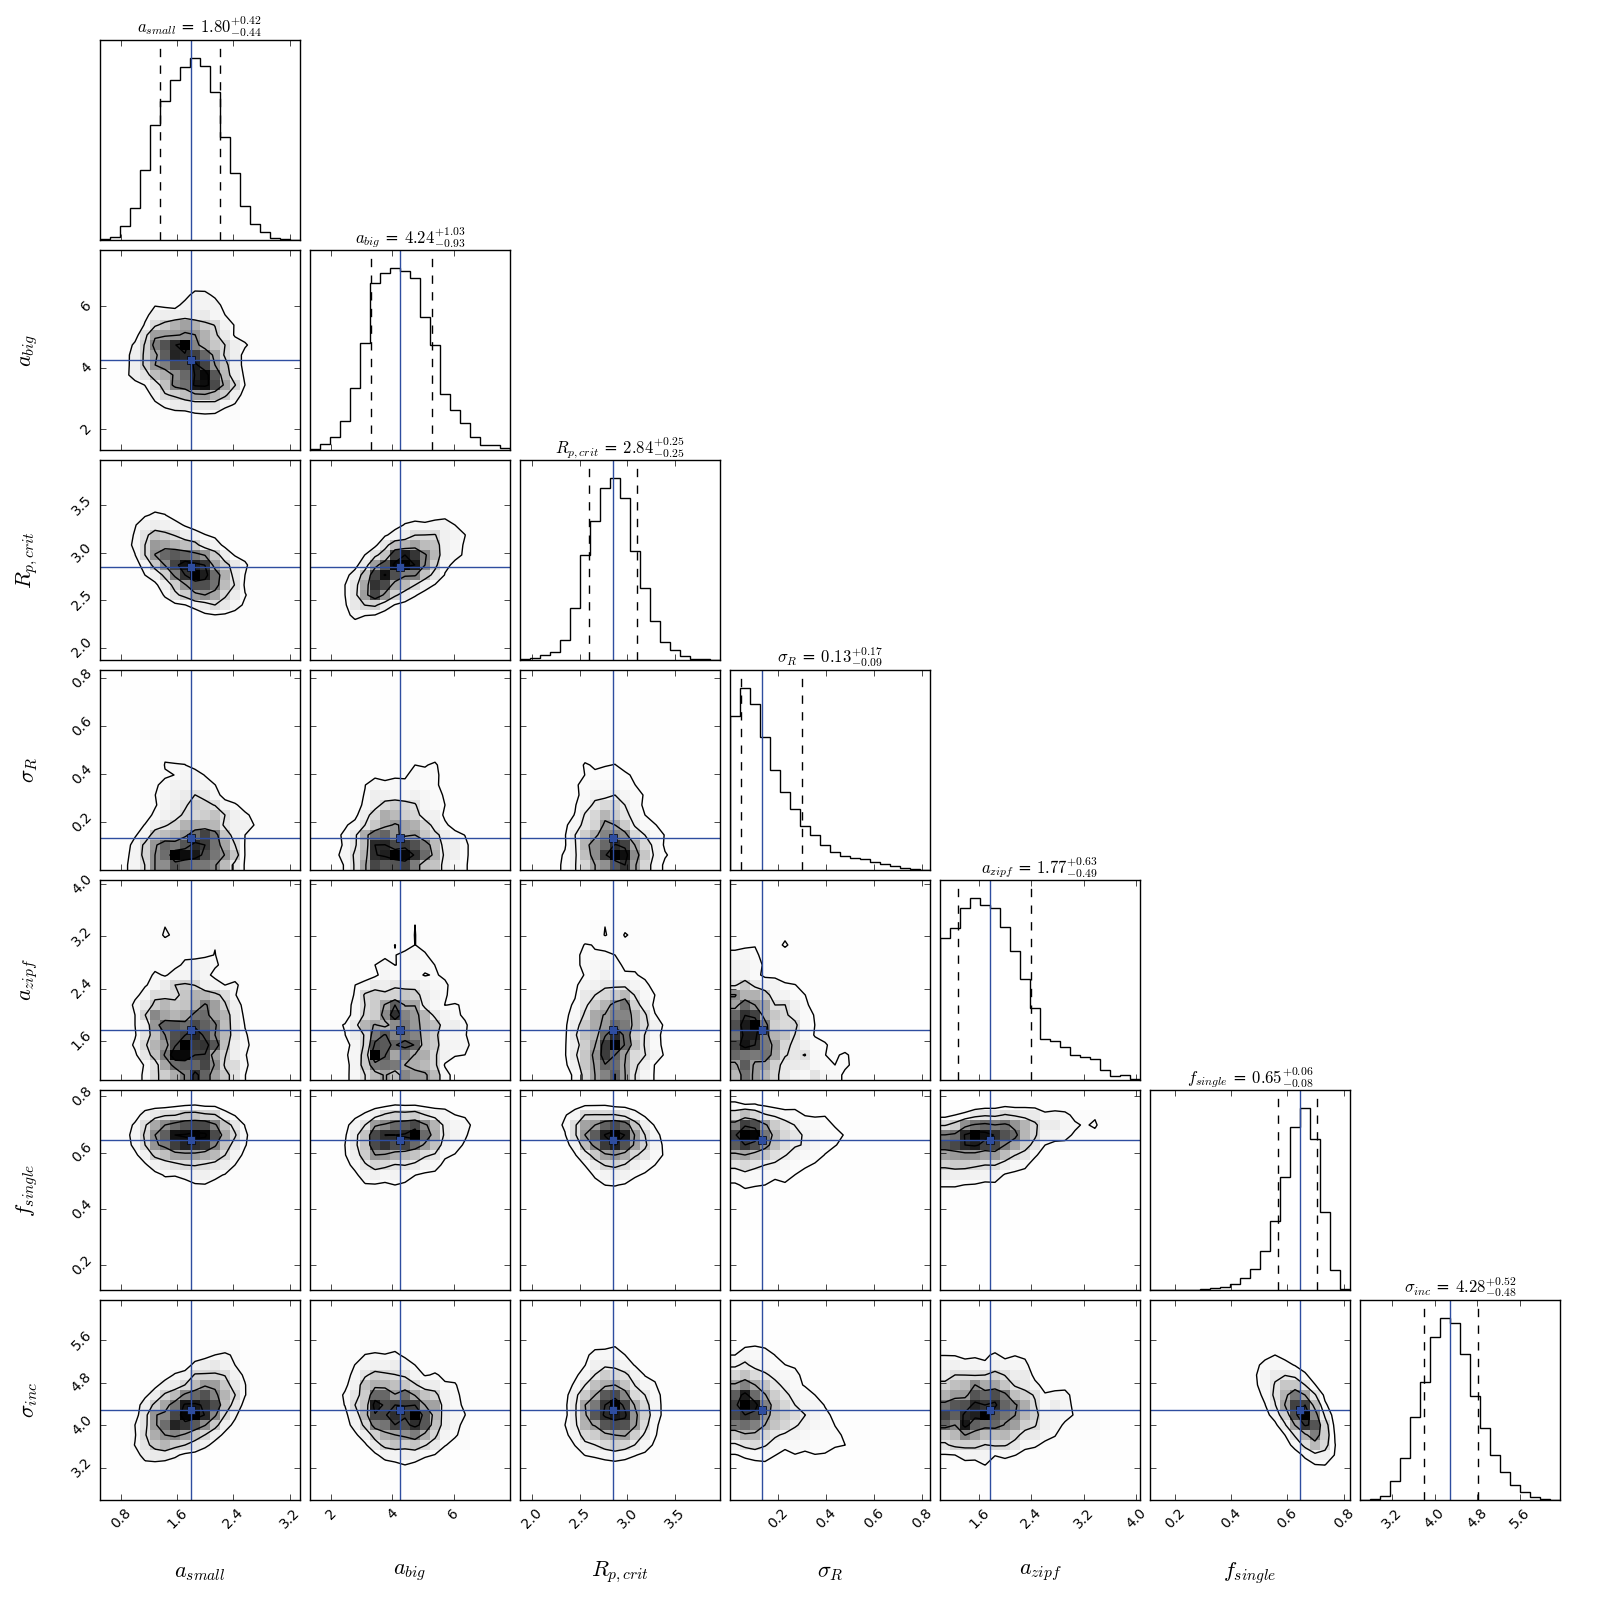 a_small = 1.80 +0.42 −0.44
a_big = 4.24 +1.03 −0.93
6
4
2
a_big
R_p,crit = 2.84 +0.25 −0.25
3.5
3.0
2.5
2.0
R_p,crit
σ_R = 0.13 +0.17 −0.09
0.8
0.6
0.4
0.2
σ_R
a_zipf = 1.77 +0.63 −0.49
4.0
3.2
2.4
1.6
a_zipf
f_single = 0.65 +0.06 −0.08
0.8
0.6
0.4
0.2
f_single
σ_inc = 4.28 +0.52 −0.48
5.6
4.8
4.0
3.2
σ_inc
0.8 1.6 2.4 3.2 2 4 6 2.0 2.5 3.0 3.5 0.2 0.4 0.6 0.8 1.6 2.4 3.2 4.0 0.2 0.4 0.6 0.8 3.2 4.0 4.8 5.6
a_small a_big R_p,crit σ_R a_zipf f_single